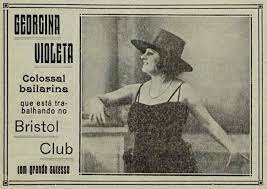 GEORGINA
VIOLETA
Colossal
bailarina
que está tra-
balhando no
Bristol
Club
com grande sucesso